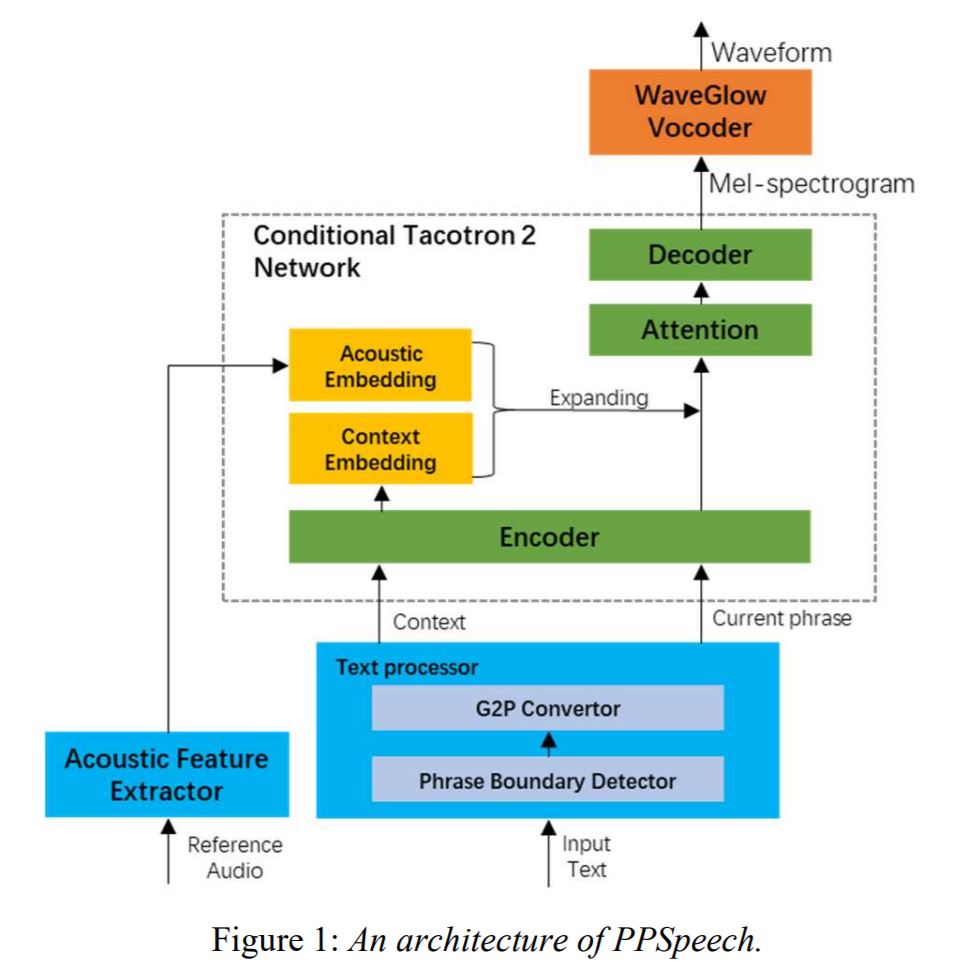 Waveform
WaveGlow
Vocoder
Mel-spectrogram
Conditional Tacotron 2
Network
Decoder
Attention
Acoustic
Embedding
Expanding
Context
Embedding
Encoder
Context
Current phrase
Text processor
G2P Convertor
Phrase Boundary Detector
Acoustic Feature
Extractor
Reference
Audio
Input
Text
Figure 1: An architecture of PPSpeech.